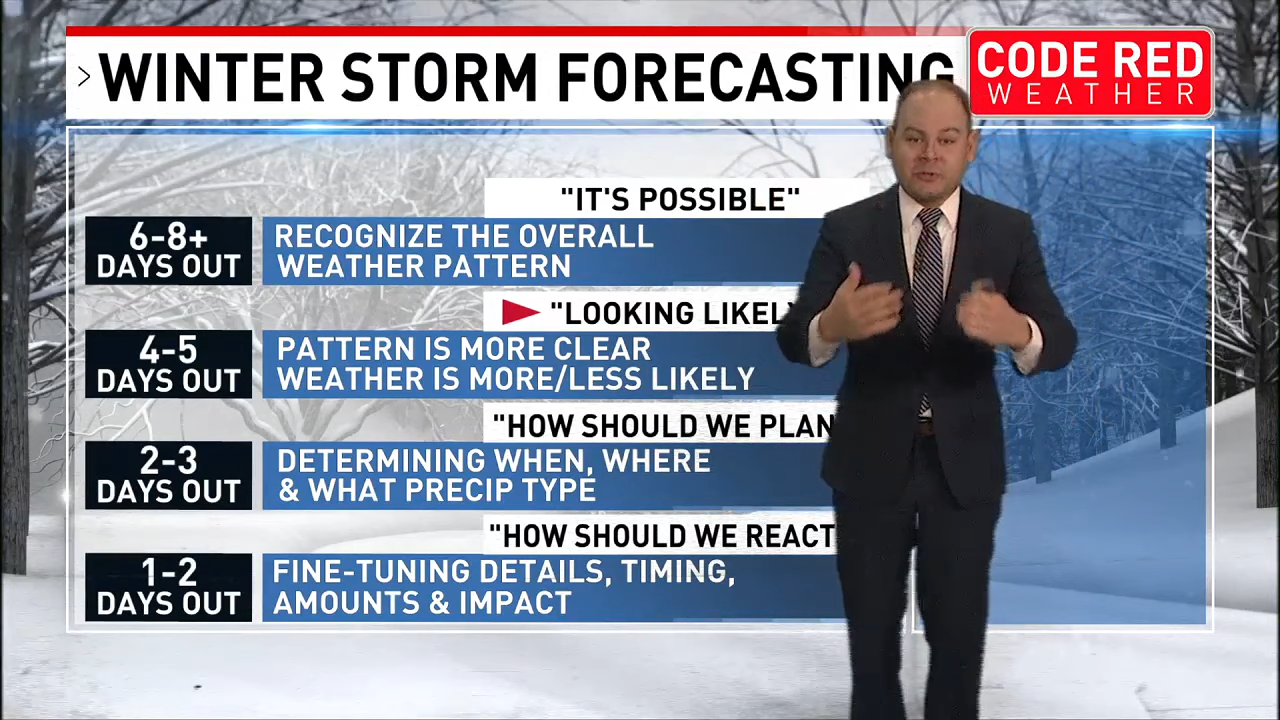 > WINTER STORM FORECASTING
CODE RED
WEATHER
"IT'S POSSIBLE"
6-8+
DAYS OUT
RECOGNIZE THE OVERALL
WEATHER PATTERN
"LOOKING LIKELY
4-5
DAYS OUT
PATTERN IS MORE CLEAR
WEATHER IS MORE/LESS LIKELY
"HOW SHOULD WE PLAN
2-3
DAYS OUT
DETERMINING WHEN, WHERE
& WHAT PRECIP TYPE
"HOW SHOULD WE REACT
1-2
DAYS OUT
FINE-TUNING DETAILS, TIMING,
AMOUNTS & IMPACT